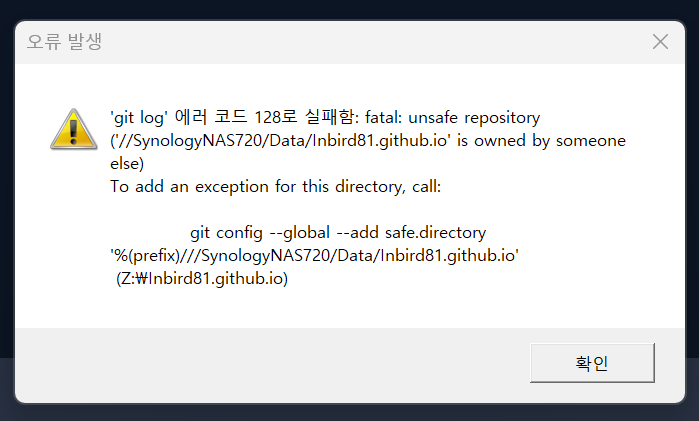 오류 발생
'git log' 에러 코드 128로 실패함: fatal: unsafe repository
('//SynologyNAS720/Data/Inbird81.github.io' is owned by someone
else)
To add an exception for this directory, call:
git config --global --add safe.directory
'%(prefix)///SynologyNAS720/Data/Inbird81.github.io'
(Z:₩Inbird81.github.io)
확인